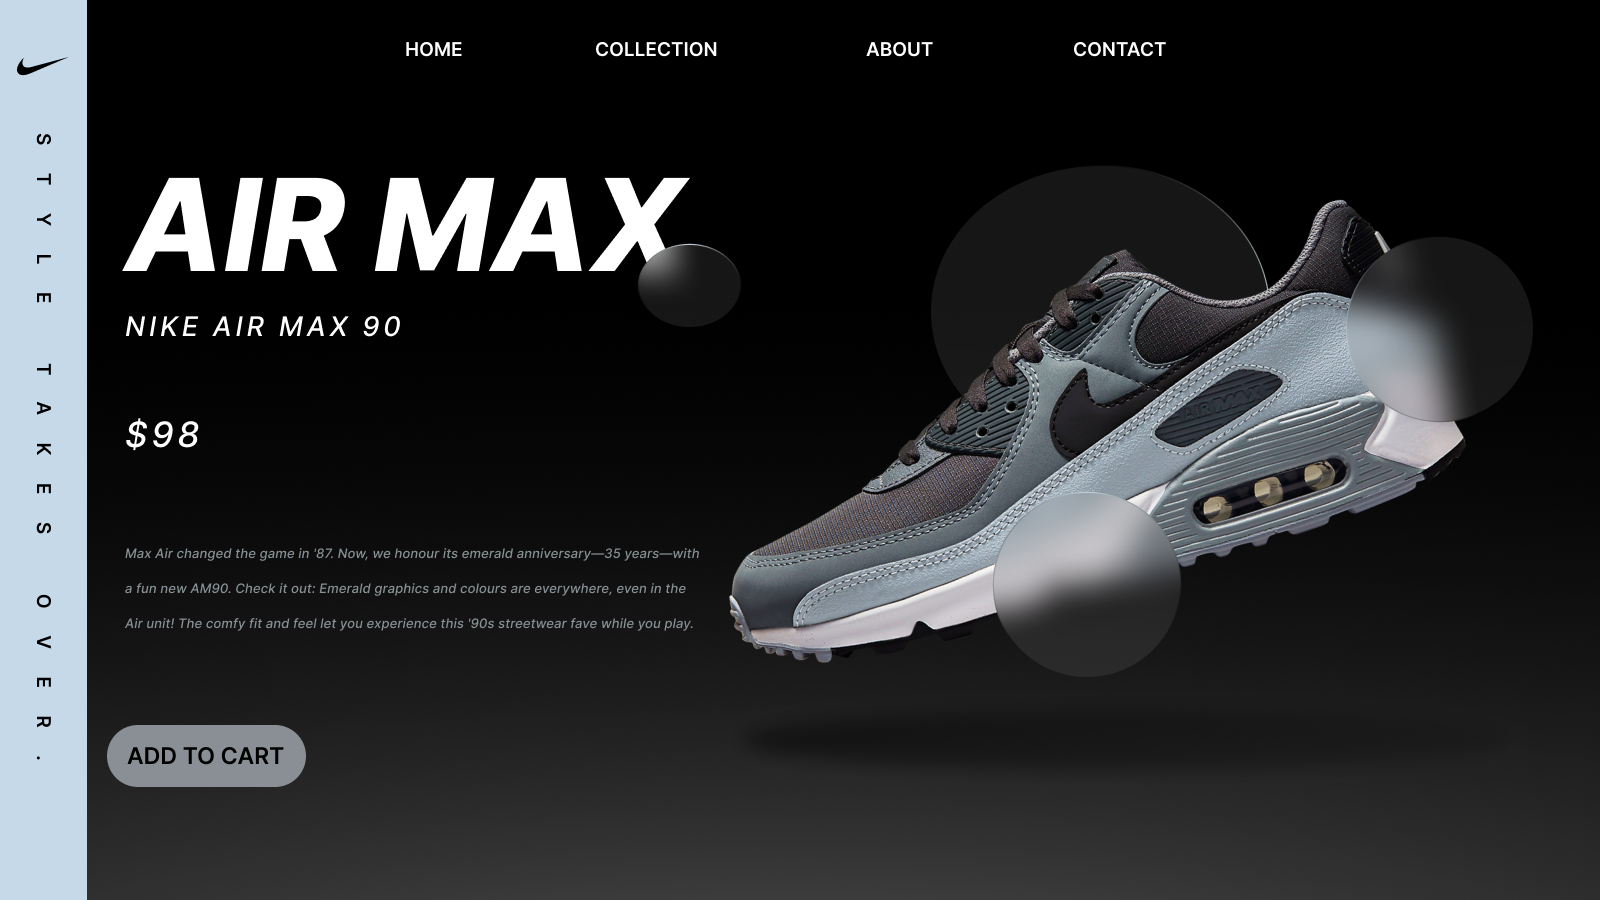 HOME COLLECTION ABOUT CONTACT
STYLE TAKES OVER.
AIR MAX
NIKE AIR MAX 90
$98
Max Air changed the game in '87. Now, we honour its emerald anniversary—35 years—with
a fun new AM90. Check it out: Emerald graphics and colours are everywhere, even in the
Air unit! The comfy fit and feel let you experience this '90s streetwear fave while you play.
ADD TO CART
AIR MAX